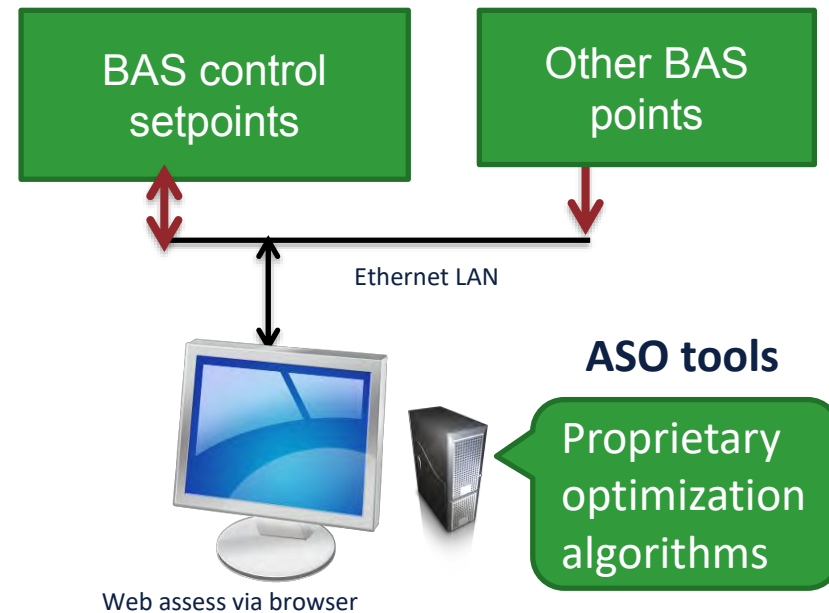 BAS control
setpoints
Other BAS
points
Ethernet LAN
ASO tools
Proprietary
optimization
algorithms
Web assess via browser